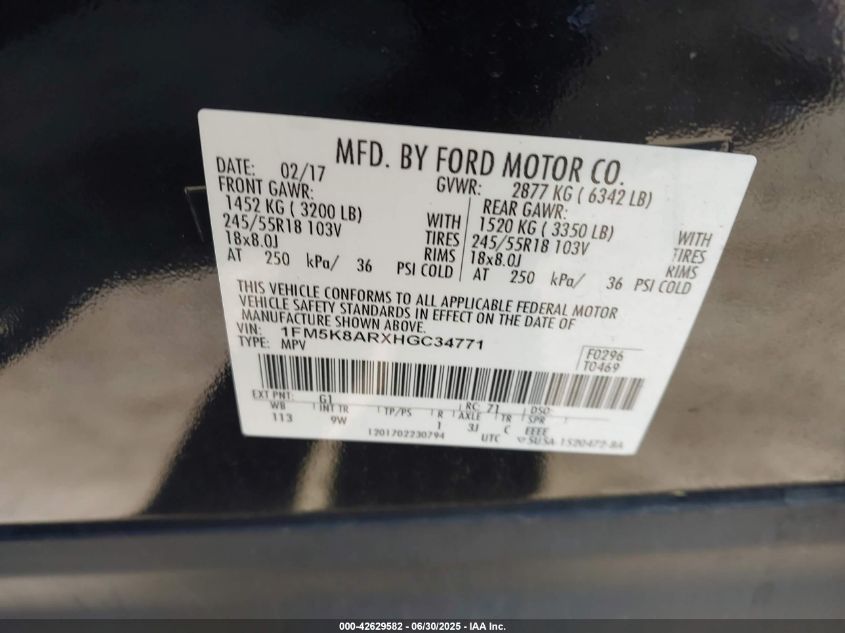 MFD. BY FORD MOTOR CO.
DATE: 02/17
GVWR: 2877 KG ( 6342 LB)
FRONT GAWR:
1452 KG ( 3200 LB) WITH
245/55R18 103V TIRES
18x8.0J RIMS
AT 250 kPa/ 36 PSI COLD
REAR GAWR:
1520 KG ( 3350 LB) WITH
245/55R18 103V TIRES
18x8.0J RIMS
AT 250 kPa/ 36 PSI COLD
THIS VEHICLE CONFORMS TO ALL APPLICABLE FEDERAL MOTOR
VEHICLE SAFETY STANDARDS IN EFFECT ON THE DATE OF
MANUFACTURE SHOWN ABOVE.
VIN: 1FM5K8ARXHGC34771
TYPE: MPV
F0296
T0469
EXT PNT: G1 RC: 71 DSO:
WB INT TR TP/PS R AXLE TR SPR
113 9W 1 3J C EEEE
1201702230794 UTC SUSA-1520472-BA
000-42629582 - 06/30/2025 - IAA Inc.